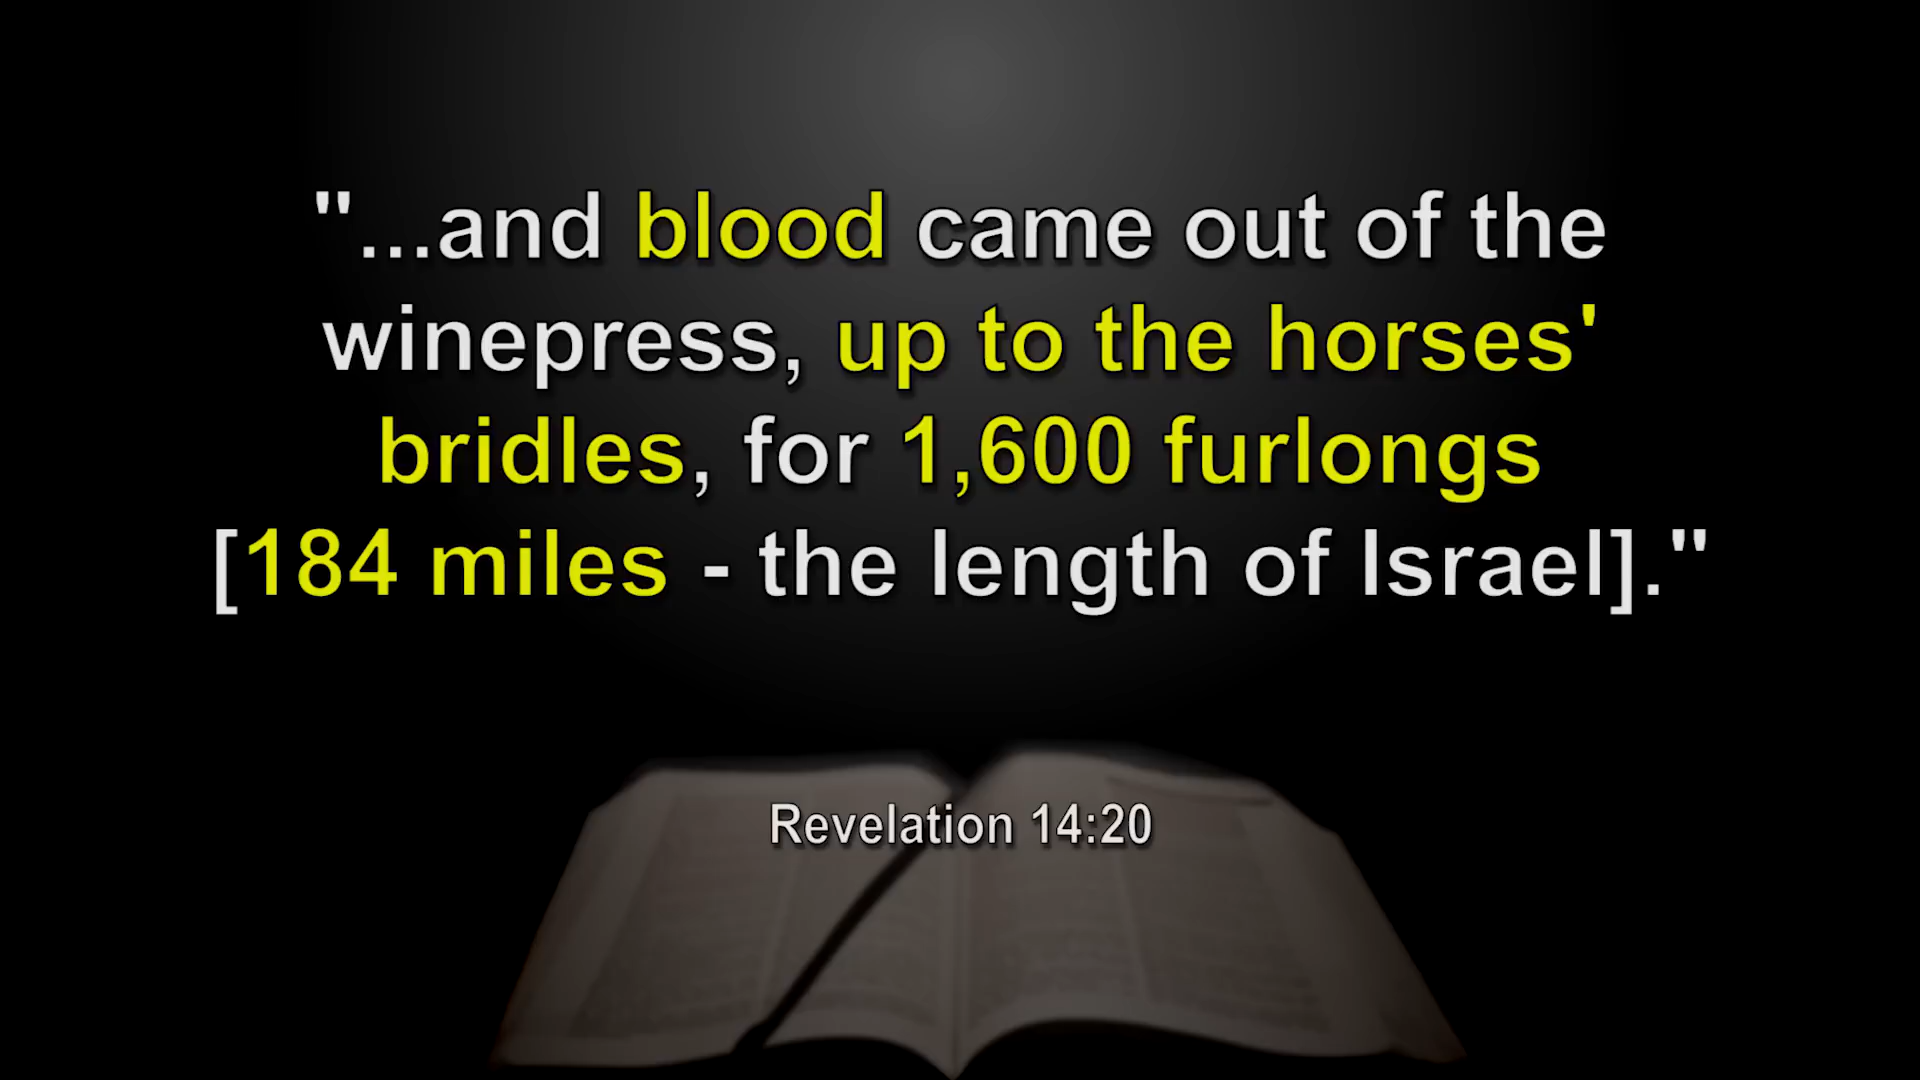 "...and blood came out of the
winepress, up to the horses'
bridles, for 1,600 furlongs
[184 miles - the length of Israel]."
Revelation 14:20